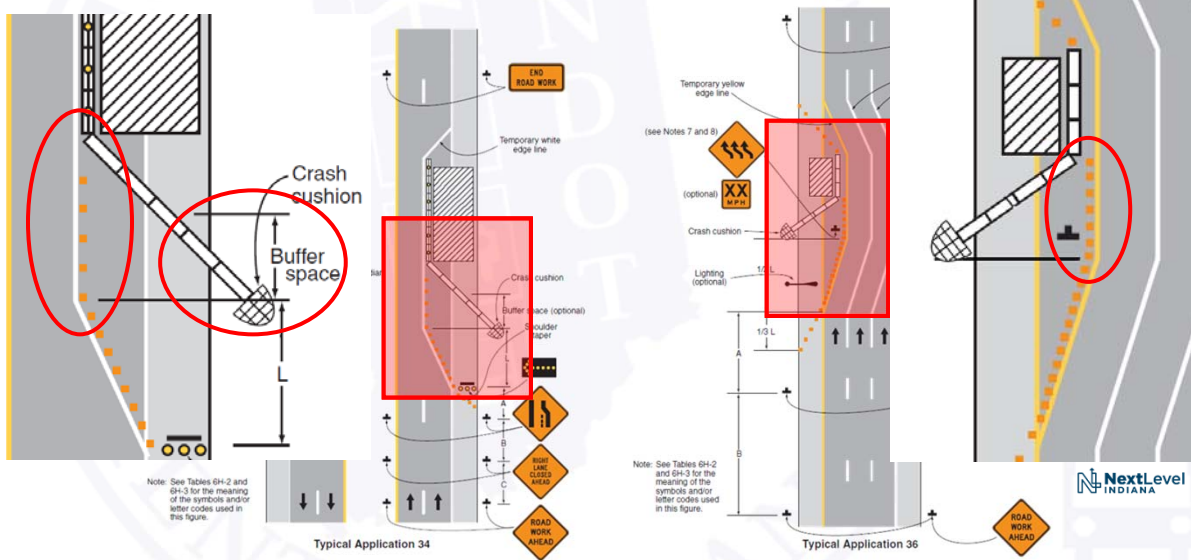 Crash
cushion
Buffer
space
L
Note: See Tables 6H-2 and
6H-3 for the meaning
of the symbols and/or
letter codes used in
this figure.
END
ROAD WORK
Temporary white
edge line
Crash cushion
Buffer space (optional)
Shoulder
L
A
B
C
RIGHT
LANE
CLOSED
AHEAD
ROAD
WORK
AHEAD
Typical Application 34
Temporary yellow
edge line
(see Notes 7 and 8)
(optional)
XX
MPH
Crash cushion
Lighting
(optional)
1/3 L
A
B
Note: See Tables 6H-2
and 6H-3 for the
meaning of the
symbols and/or
letter codes used
in this figure.
Typical Application 36
ROAD
WORK
AHEAD
NextLevel
INDIANA
INDOT